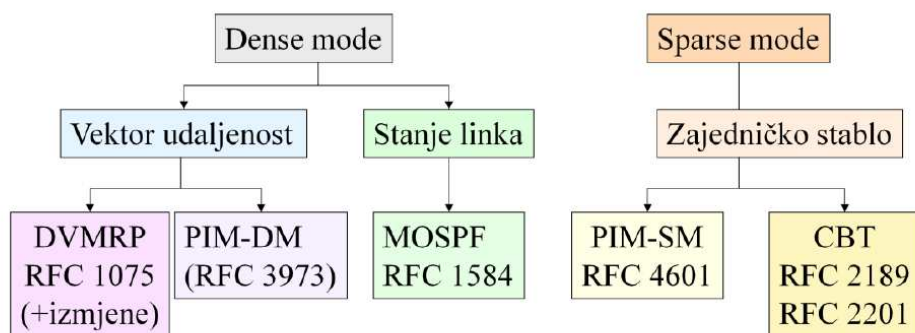 Dense mode
Sparse mode
Vektor udaljenost
Stanje linka
Zajedničko stablo
DVMRP
RFC 1075
(+izmjene)
PIM-DM
(RFC 3973)
MOSPF
RFC 1584
PIM-SM
RFC 4601
CBT
RFC 2189
RFC 2201